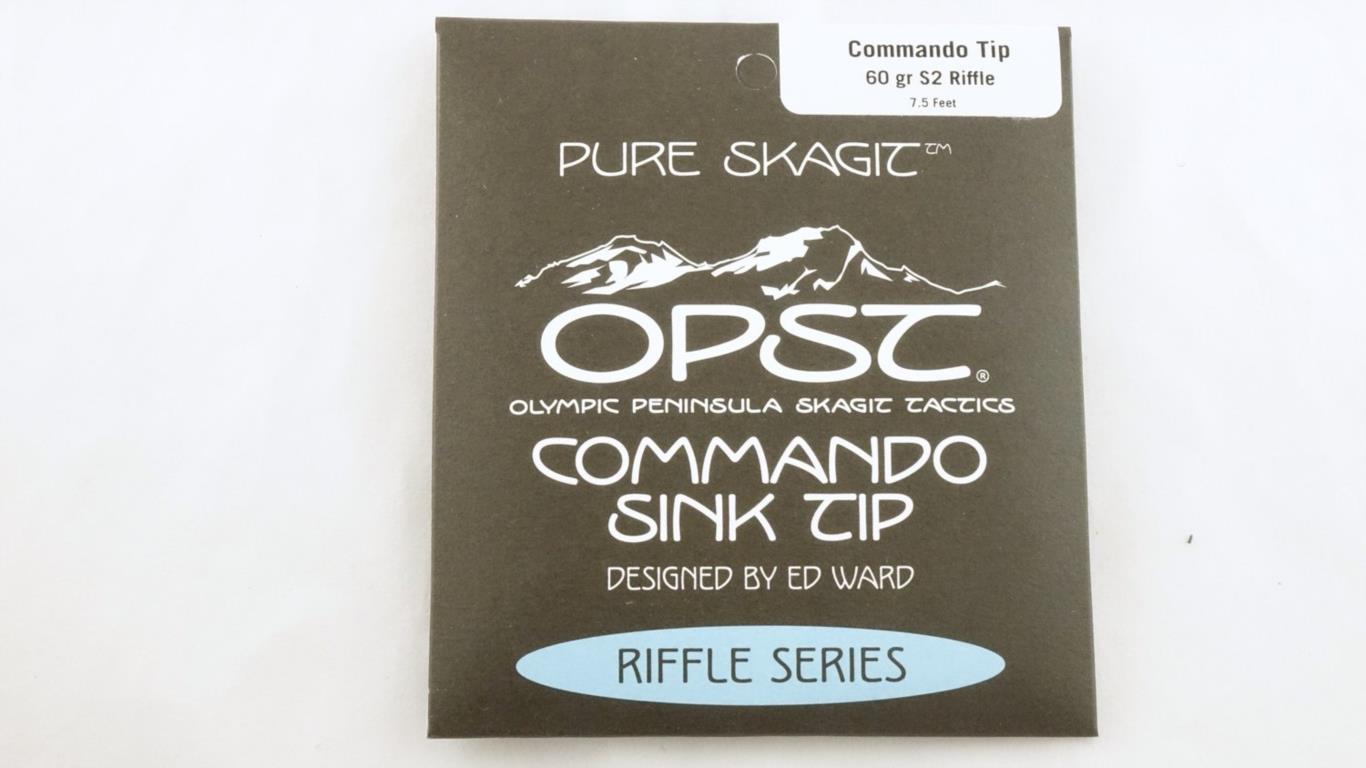 Commando Tip
60 gr S2 Riffle
7.5 Feet
PURE SKAGIT™
OPST®
OLYMPIC PENINSULA SKAGIT TACTICS
COMMANDO
SINK TIP
DESIGNED BY ED WARD
RIFFLE SERIES